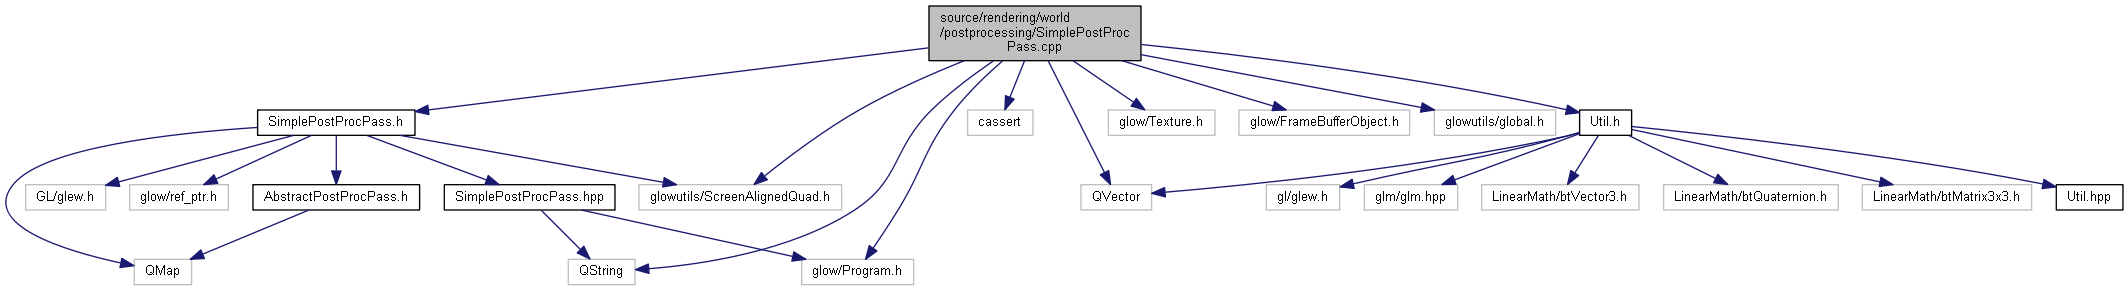 source/rendering/world
/postprocessing/SimplePostProc
Pass.cpp
SimplePostProcPass.h
cassert
glow/Texture.h
glow/FrameBufferObject.h
glowutils/global.h
Util.h
GL/glew.h
glow/ref_ptr.h
AbstractPostProcPass.h
SimplePostProcPass.hpp
glowutils/ScreenAlignedQuad.h
QVector
gl/glew.h
glm/glm.hpp
LinearMath/btVector3.h
LinearMath/btQuaternion.h
LinearMath/btMatrix3x3.h
Util.hpp
QMap
QString
glow/Program.h